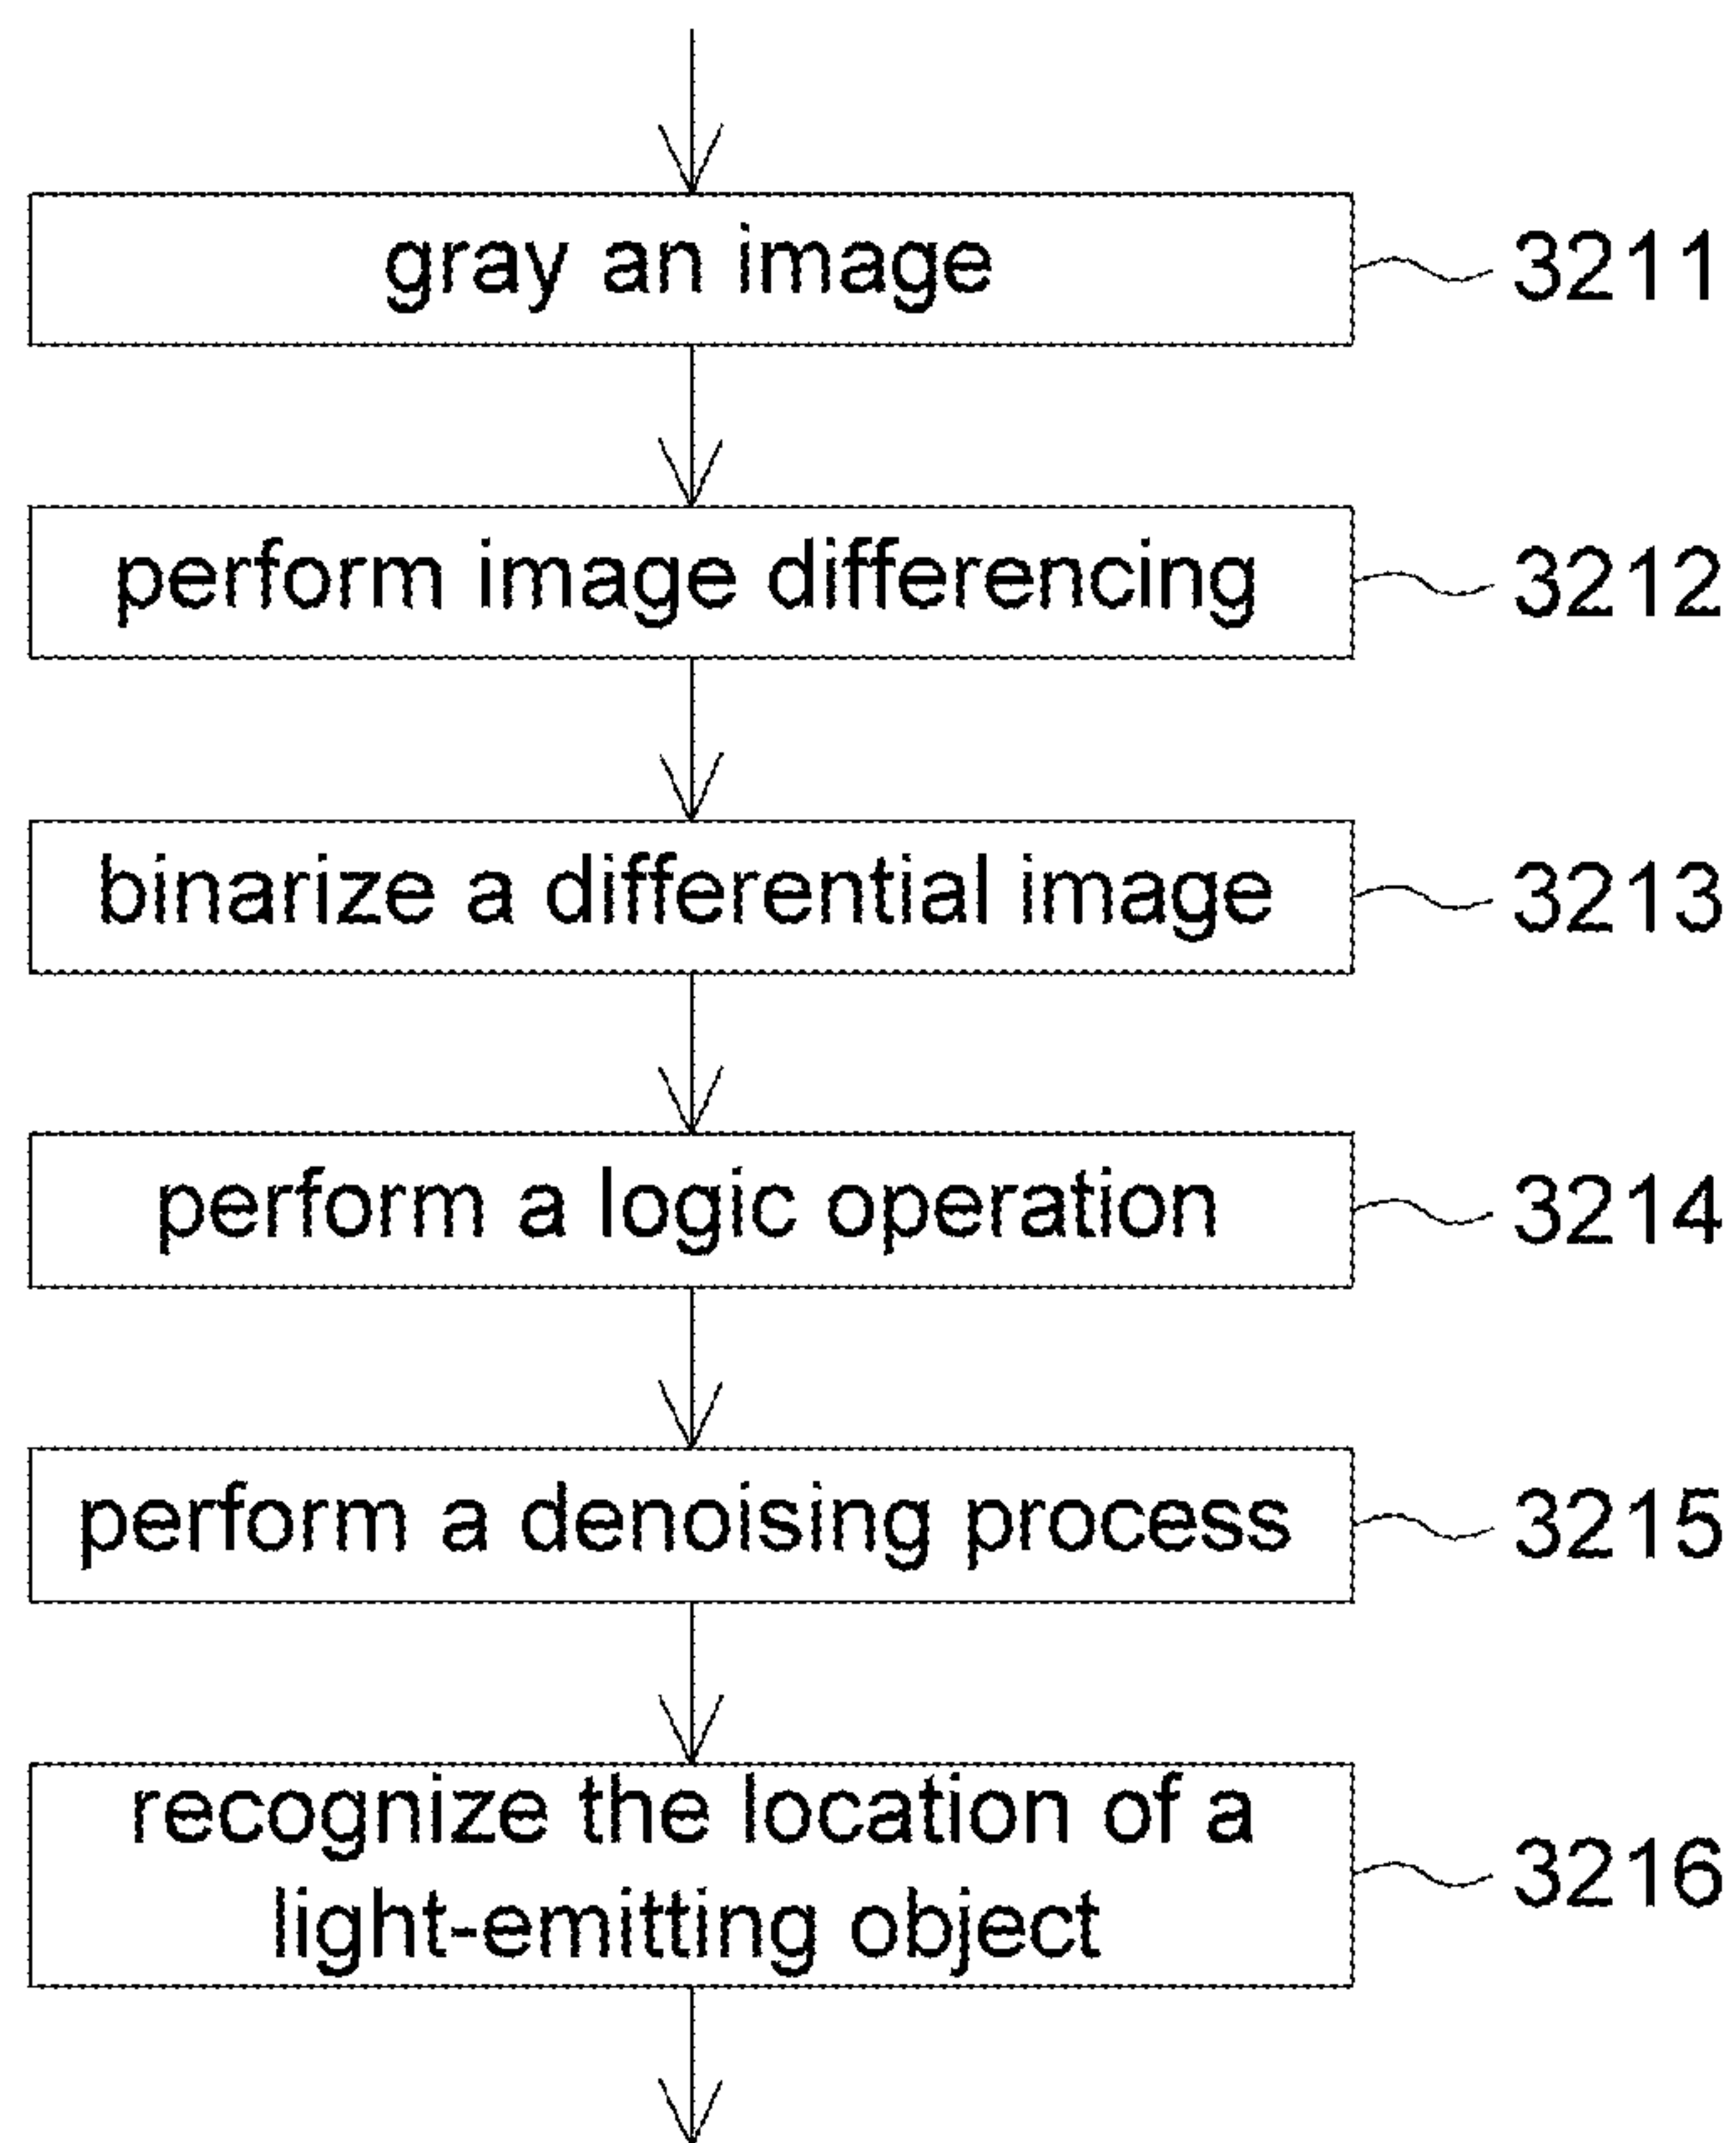 gray an image
3211
perform image differencing
3212
binarize a differential image
3213
perform a logic operation
3214
perform a denoising process
3215
recognize the location of a
light-emitting object
3216